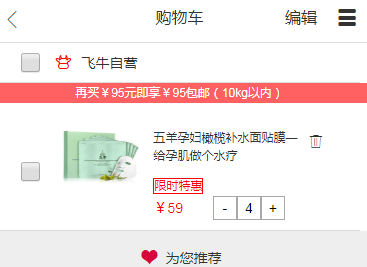 购物车 编辑
飞牛自营
再买￥95元即享￥95包邮（10kg以内）
五羊孕妇橄榄补水面贴膜—
给孕肌做个水疗
限时特惠
￥59 - 4 +
为您推荐